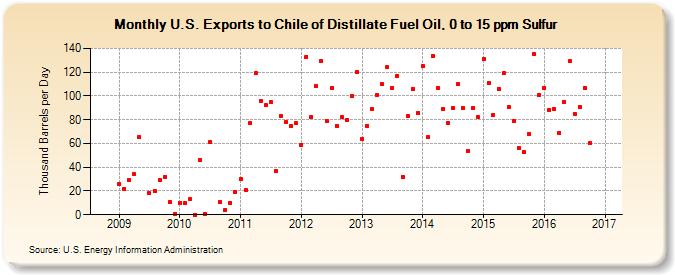 Monthly U.S. Exports to Chile of Distillate Fuel Oil, 0 to 15 ppm Sulfur
Thousand Barrels per Day
140
120
100
80
60
40
20
0
2009 2010 2011 2012 2013 2014 2015 2016 2017
Source: U.S. Energy Information Administration